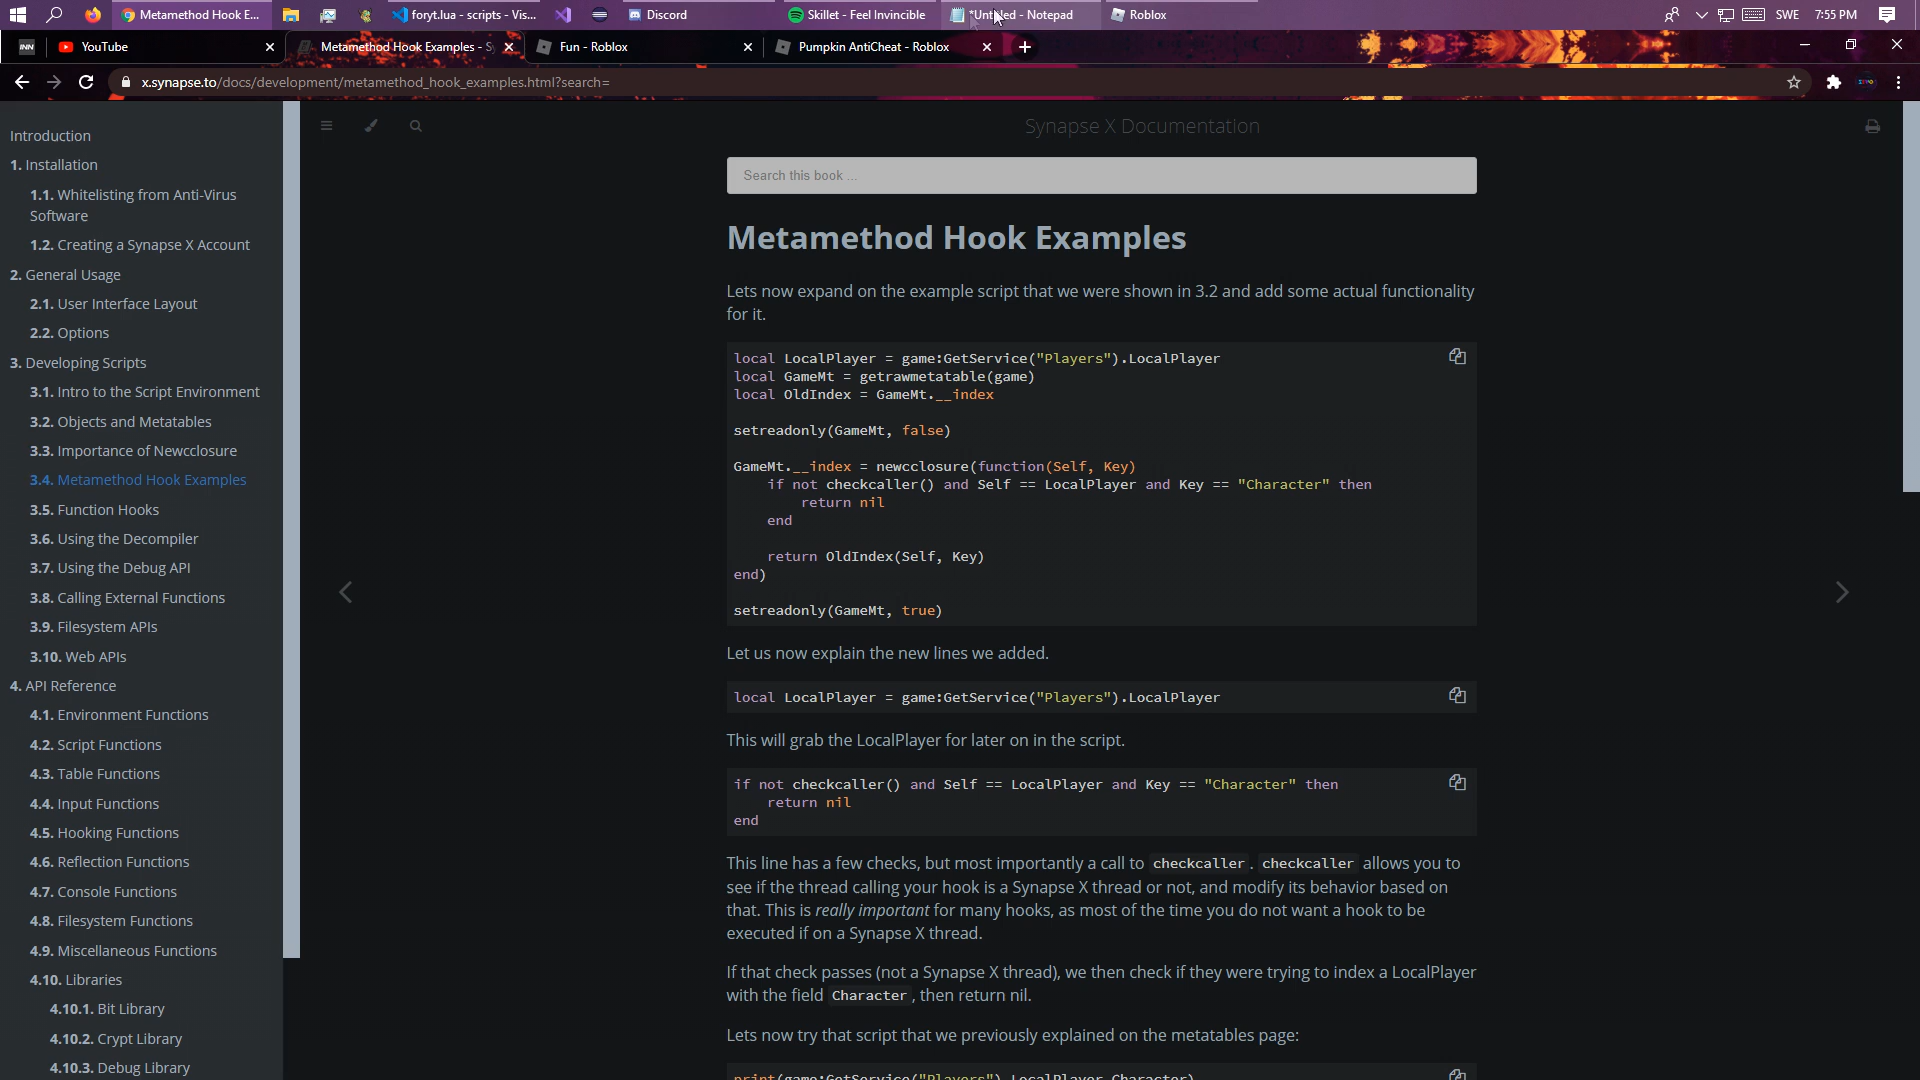 Metamethod Hook E...
foryt.lua - scripts - Vis...
Discord
Skillet - Feel Invincible
*Untitled - Notepad
Roblox
SWE
7:55 PM
INN
YouTube
Metamethod Hook Examples - S
Fun - Roblox
Pumpkin AntiCheat - Roblox
x.synapse.to/docs/development/metamethod_hook_examples.html?search=
Introduction
1. Installation
1.1. Whitelisting from Anti-Virus
Software
1.2. Creating a Synapse X Account
2. General Usage
2.1. User Interface Layout
2.2. Options
3. Developing Scripts
3.1. Intro to the Script Environment
3.2. Objects and Metatables
3.3. Importance of Newcclosure
3.4. Metamethod Hook Examples
3.5. Function Hooks
3.6. Using the Decompiler
3.7. Using the Debug API
3.8. Calling External Functions
3.9. Filesystem APIs
3.10. Web APIs
4. API Reference
4.1. Environment Functions
4.2. Script Functions
4.3. Table Functions
4.4. Input Functions
4.5. Hooking Functions
4.6. Reflection Functions
4.7. Console Functions
4.8. Filesystem Functions
4.9. Miscellaneous Functions
4.10. Libraries
4.10.1. Bit Library
4.10.2. Crypt Library
4.10.3. Debug Library
Synapse X Documentation
Search this book ...
Metamethod Hook Examples
Lets now expand on the example script that we were shown in 3.2 and add some actual functionality
for it.
local LocalPlayer = game:GetService("Players").LocalPlayer
local GameMt = getrawmetatable(game)
local OldIndex = GameMt.__index
setreadonly(GameMt, false)
GameMt.__index = newcclosure(function(Self, Key)
if not checkcaller() and Self == LocalPlayer and Key == "Character" then
return nil
end
return OldIndex(Self, Key)
end)
setreadonly(GameMt, true)
Let us now explain the new lines we added.
local LocalPlayer = game:GetService("Players").LocalPlayer
This will grab the LocalPlayer for later on in the script.
if not checkcaller() and Self == LocalPlayer and Key == "Character" then
return nil
end
This line has a few checks, but most importantly a call to checkcaller. checkcaller allows you to
see if the thread calling your hook is a Synapse X thread or not, and modify its behavior based on
that. This is really important for many hooks, as most of the time you do not want a hook to be
executed if on a Synapse X thread.
If that check passes (not a Synapse X thread), we then check if they were trying to index a LocalPlayer
with the field Character, then return nil.
Lets now try that script that we previously explained on the metatables page:
print(game:GetService("Players").LocalPlayer.Character)